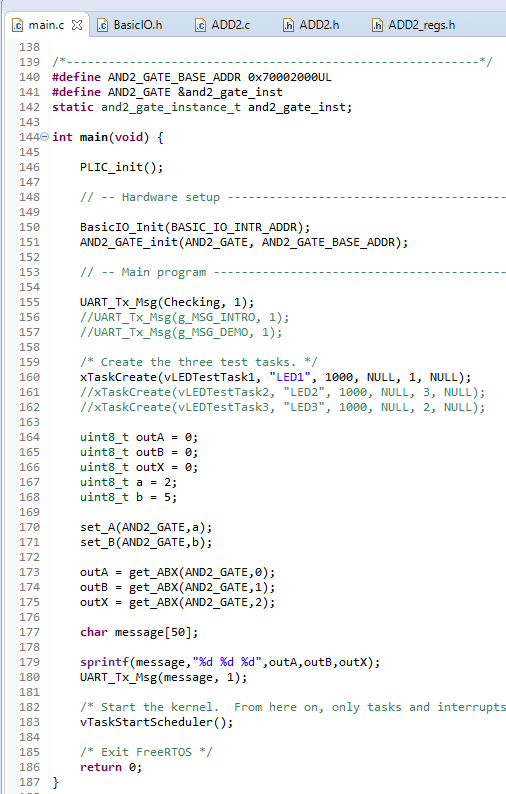 main.c BasicIO.h ADD2.c ADD2.h ADD2_regs.h
138
139 /*-----------------------------------------------------------*/
140 #define AND2_GATE_BASE_ADDR 0x70002000UL
141 #define AND2_GATE &and2_gate_inst
142 static and2_gate_instance_t and2_gate_inst;
143
144 int main(void) {
145
146     PLIC_init();
147
148     // -- Hardware setup ----------------------------------------
149
150     BasicIO_Init(BASIC_IO_INTR_ADDR);
151     AND2_GATE_init(AND2_GATE, AND2_GATE_BASE_ADDR);
152
153     // -- Main program ------------------------------------------
154
155     UART_Tx_Msg(Checking, 1);
156     //UART_Tx_Msg(g_MSG_INTRO, 1);
157     //UART_Tx_Msg(g_MSG_DEMO, 1);
158
159     /* Create the three test tasks. */
160     xTaskCreate(vLEDTestTask1, "LED1", 1000, NULL, 1, NULL);
161     //xTaskCreate(vLEDTestTask2, "LED2", 1000, NULL, 3, NULL);
162     //xTaskCreate(vLEDTestTask3, "LED3", 1000, NULL, 2, NULL);
163
164     uint8_t outA = 0;
165     uint8_t outB = 0;
166     uint8_t outX = 0;
167     uint8_t a = 2;
168     uint8_t b = 5;
169
170     set_A(AND2_GATE,a);
171     set_B(AND2_GATE,b);
172
173     outA = get_ABX(AND2_GATE,0);
174     outB = get_ABX(AND2_GATE,1);
175     outX = get_ABX(AND2_GATE,2);
176
177     char message[50];
178
179     sprintf(message,"%d %d %d",outA,outB,outX);
180     UART_Tx_Msg(message, 1);
181
182     /* Start the kernel.  From here on, only tasks and interrupts
183     vTaskStartScheduler();
184
185     /* Exit FreeRTOS */
186     return 0;
187 }